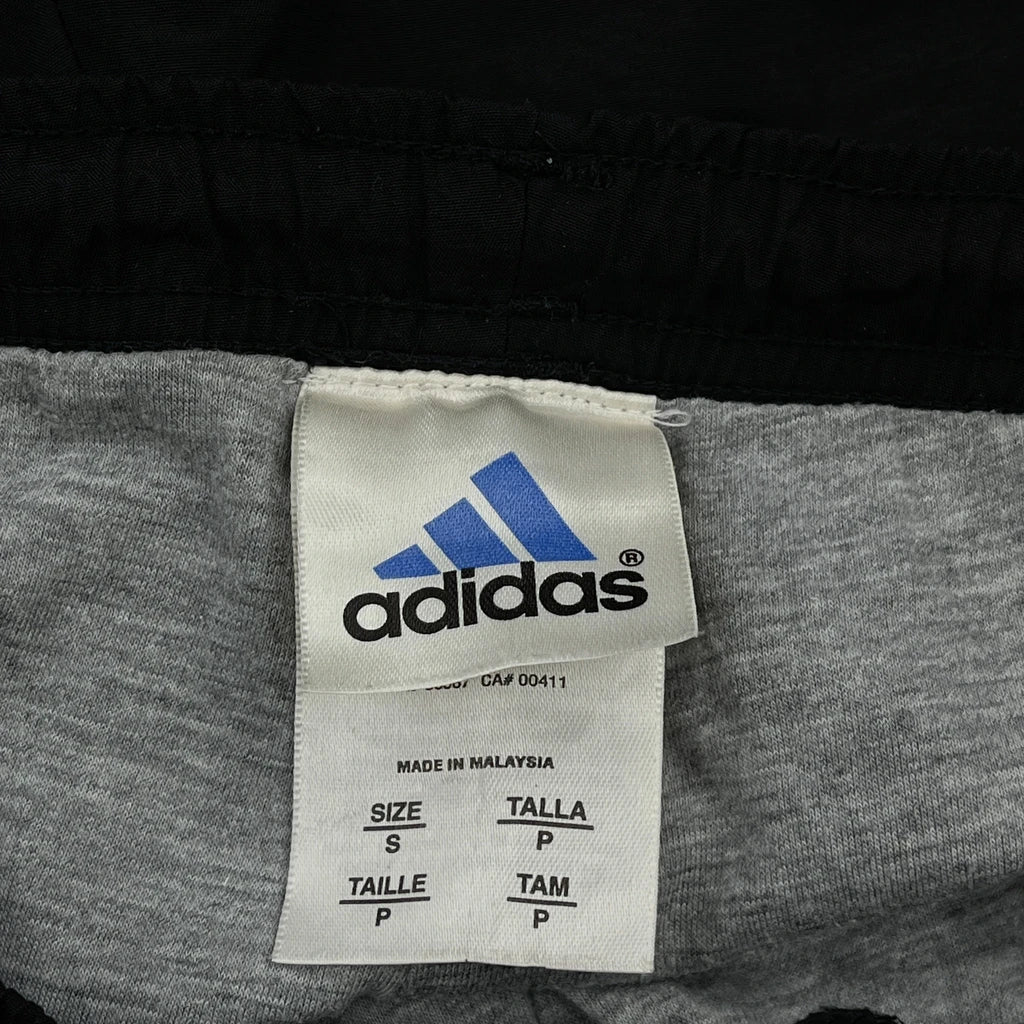 adidas®
CA# 00411
MADE IN MALAYSIA
SIZE TALLA
S P
TAILLE TAM
P P